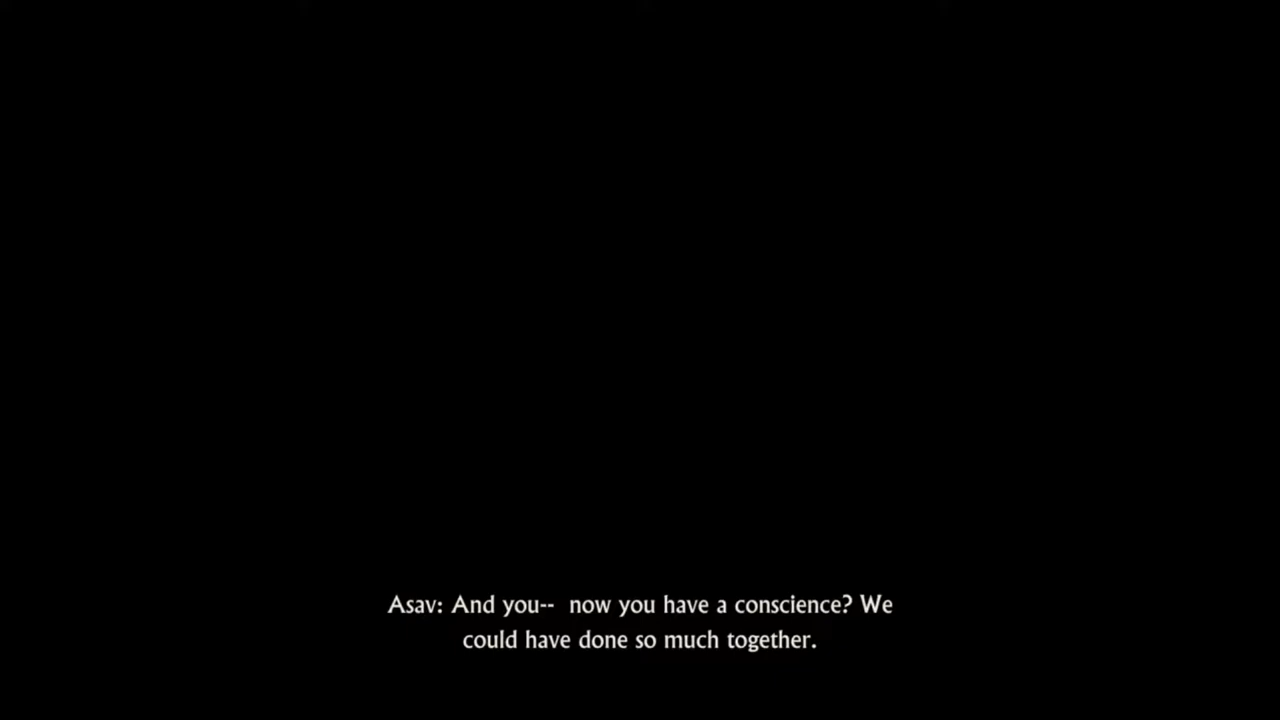 Asav: And you--  now you have a conscience? We
could have done so much together.